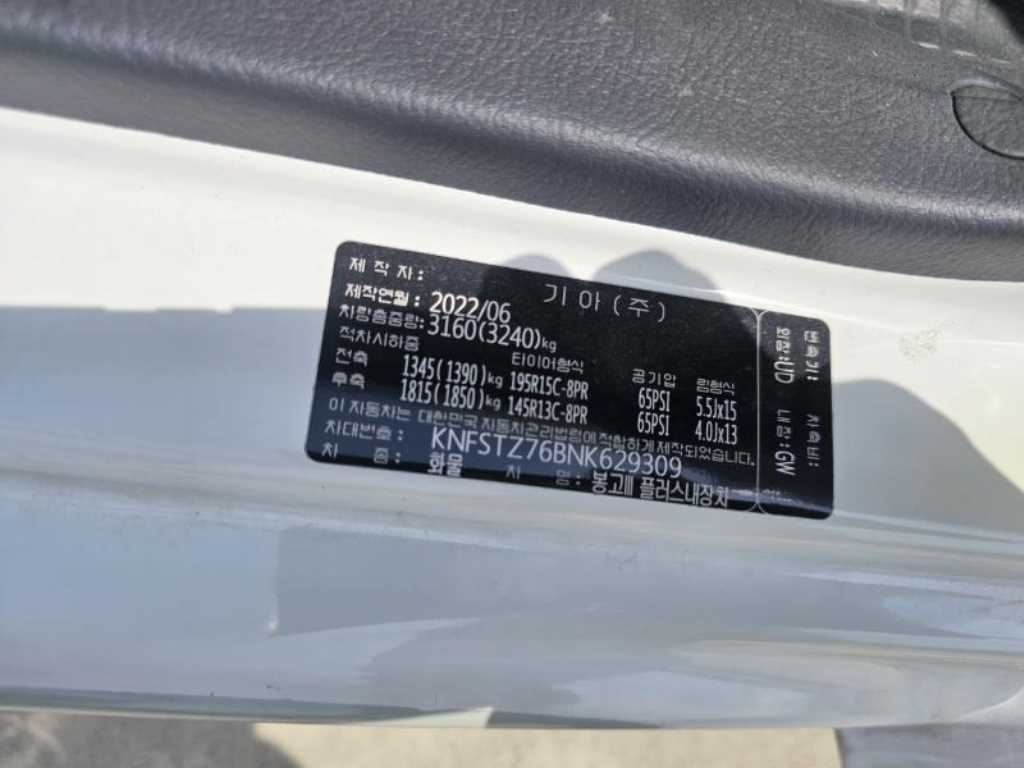 제 작 자 : 기 아 ( 주 )
제작연월 : 2022/06
차량총중량: 3160(3240)kg
적차시하중 타이어형식 공기압 림형식
전축 1345(1390)kg 195R15C-8PR 65PSI 5.5Jx15
후축 1815(1850)kg 145R13C-8PR 65PSI 4.0Jx13
이 자동차는 대한민국 자동차관리법령에 적합하게 제작되었습니다.
차대번호 : KNFSTZ76BNK629309
차 종 : 화물 차 명 : 봉고Ⅲ 플러스내장차
변속기: 차축비:
외장:UD 내장:GW